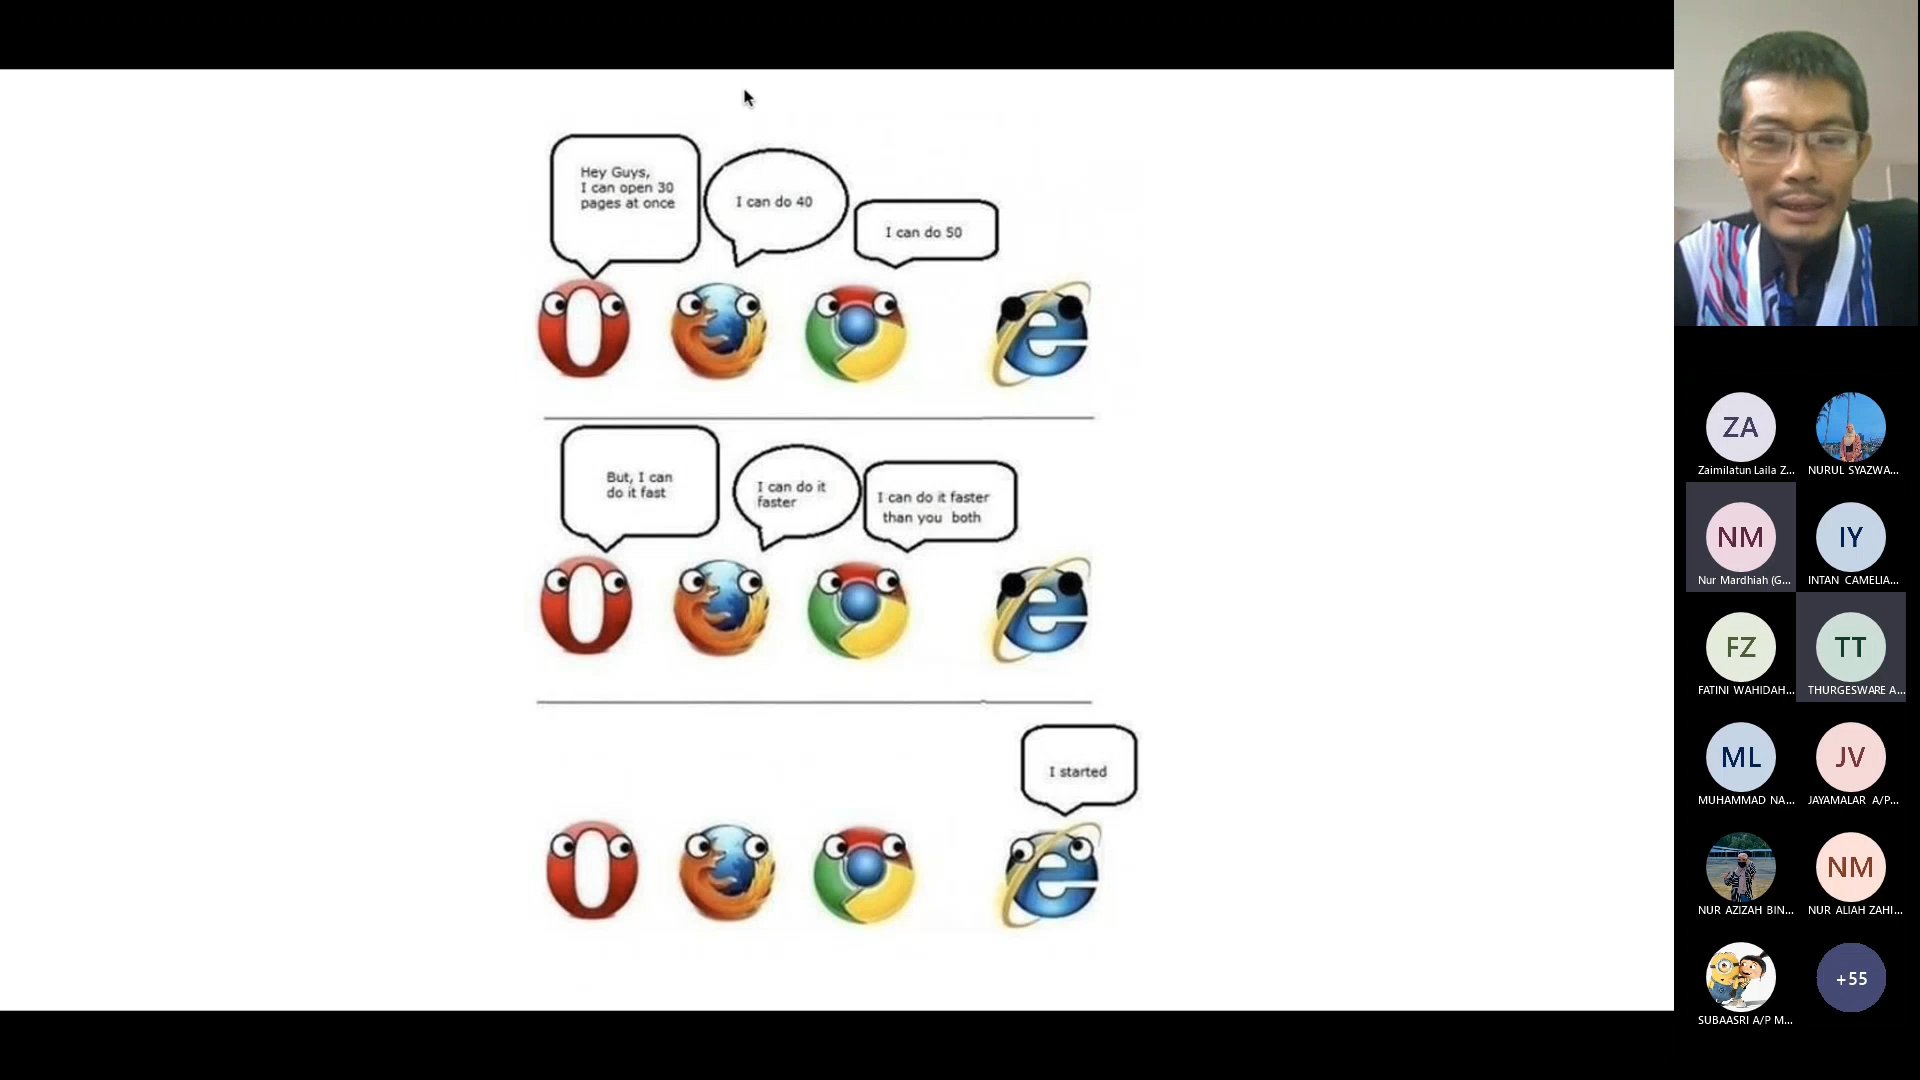 Hey Guys,
I can open 30
pages at once
I can do 40
I can do 50
But, I can
do it fast
I can do it
faster
I can do it faster
than you both
I started
ZA
Zaimilatun Laila Z...
NURUL SYAZWA...
NM
Nur Mardhiah (G...
IY
INTAN CAMELIA...
FZ
FATINI WAHIDAH...
TT
THURGESWARE A...
ML
MUHAMMAD NA...
JV
JAYAMALAR A/P...
NUR AZIZAH BIN...
NM
NUR ALIAH ZAHI...
SUBAASRI A/P M...
+55